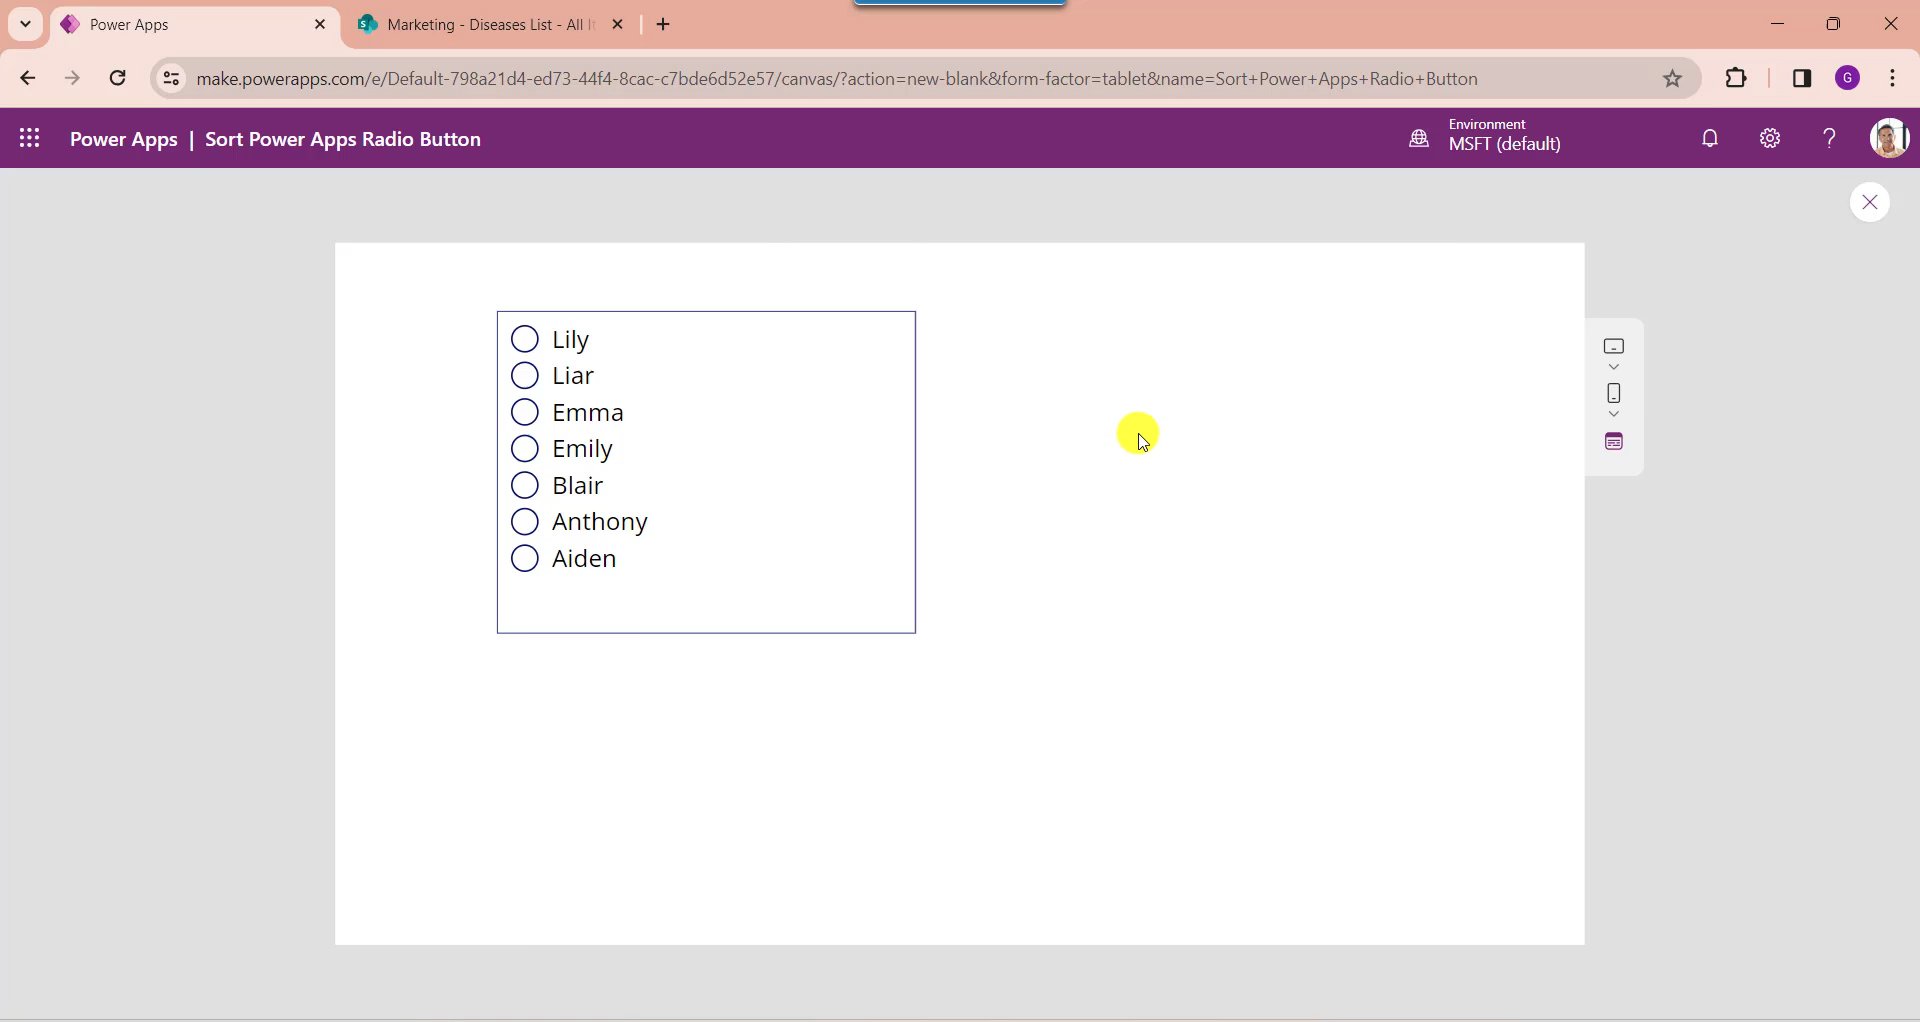 Power Apps
Marketing - Diseases List - All It
make.powerapps.com/e/Default-798a21d4-ed73-44f4-8cac-c7bde6d52e57/canvas/?action=new-blank&form-factor=tablet&name=Sort+Power+Apps+Radio+Button
G
Power Apps | Sort Power Apps Radio Button
Environment
MSFT (default)
Lily
Liar
Emma
Emily
Blair
Anthony
Aiden